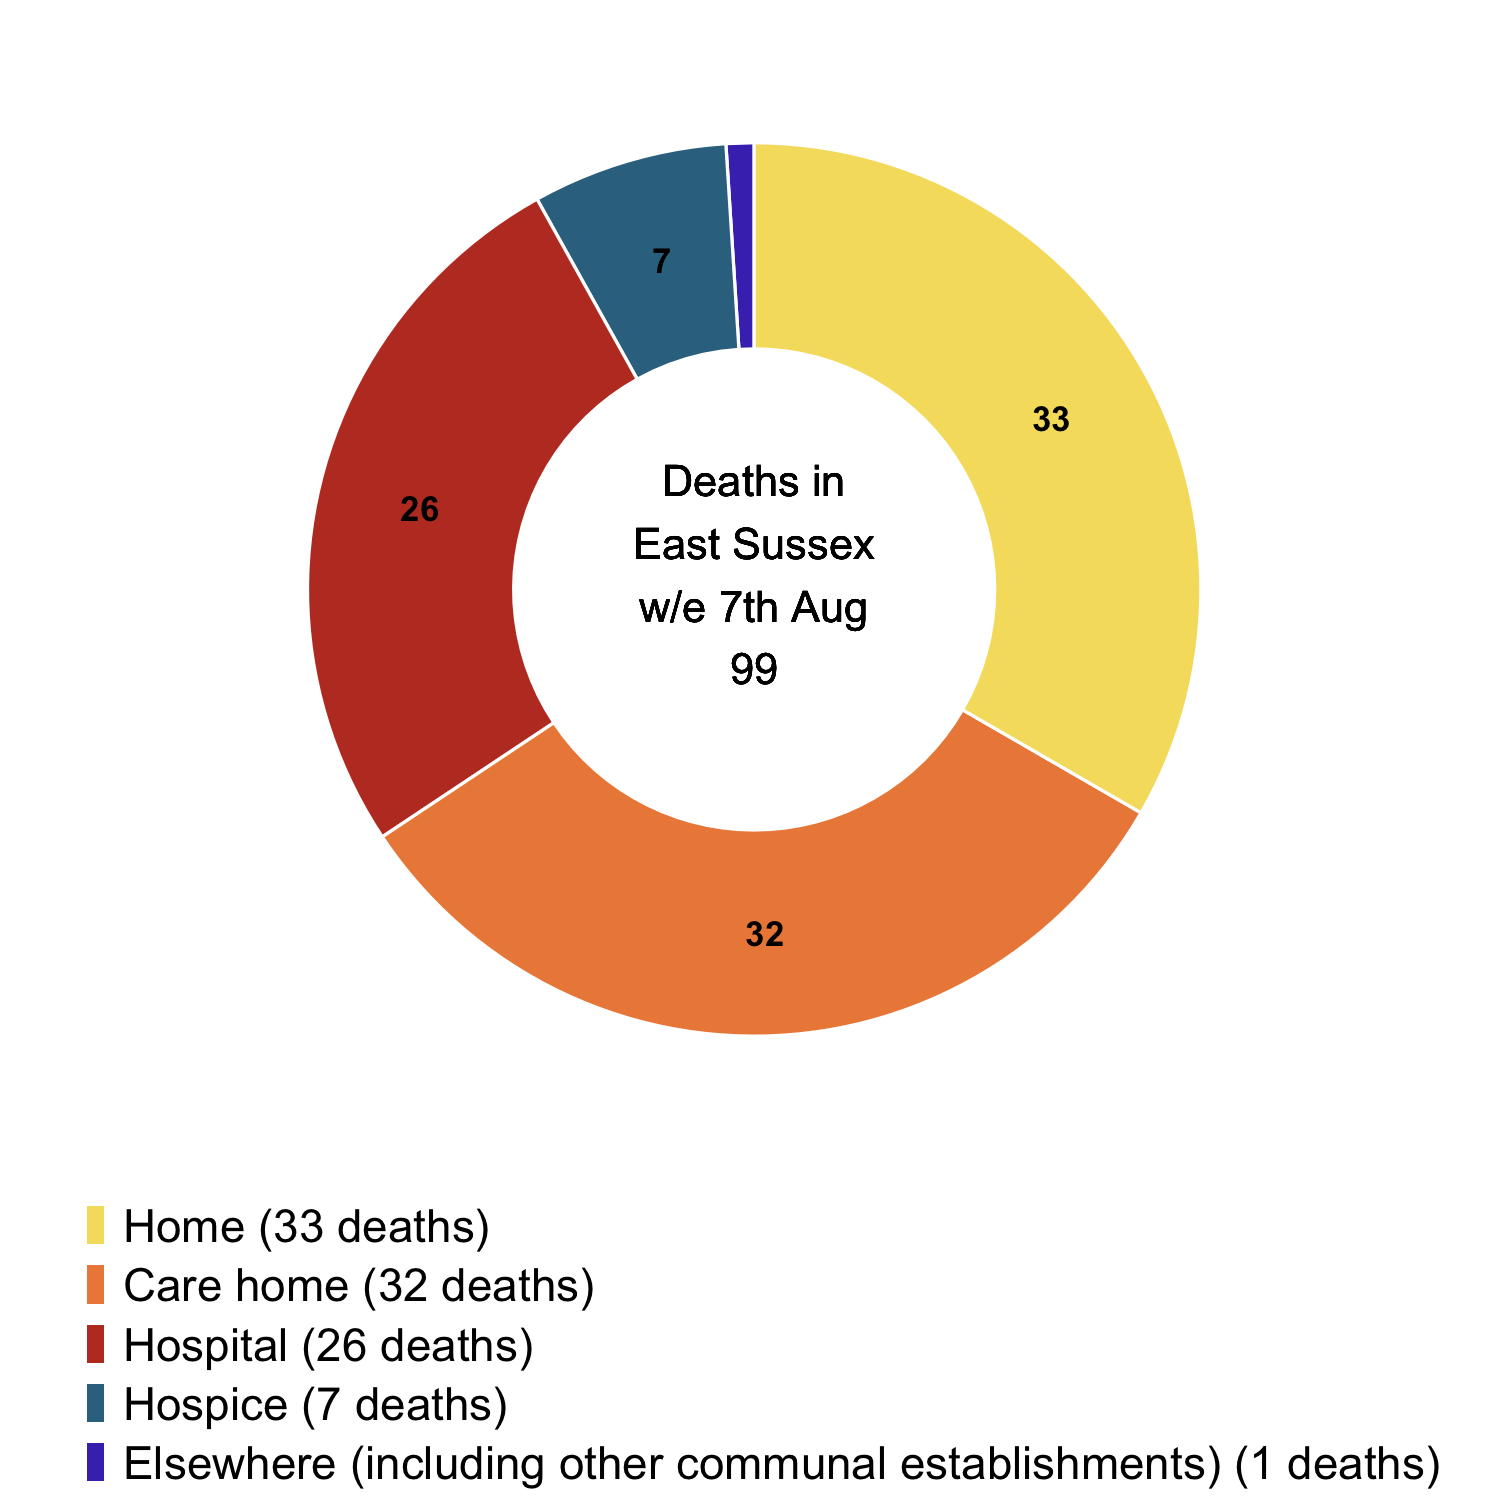 7
33
26
Deaths in
East Sussex
w/e 7th Aug
99
32
Home (33 deaths)
Care home (32 deaths)
Hospital (26 deaths)
Hospice (7 deaths)
Elsewhere (including other communal establishments) (1 deaths)